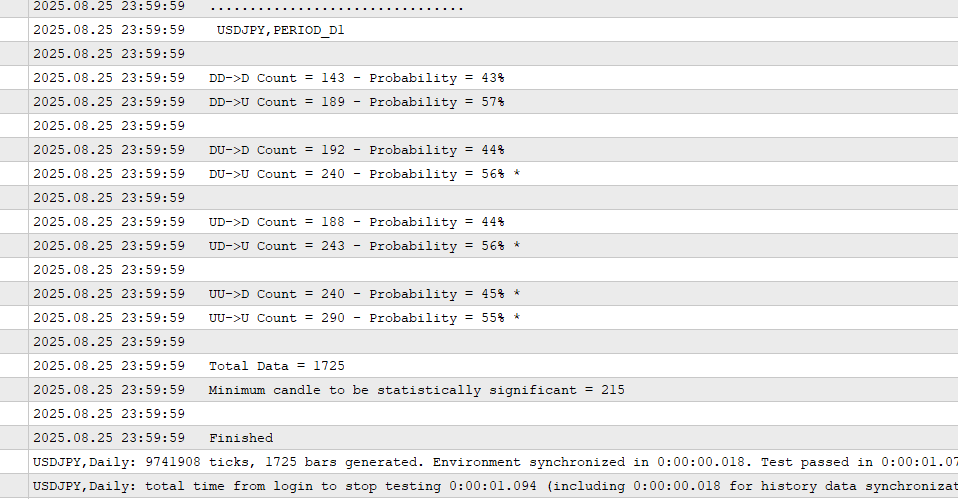 2025.08.25 23:59:59 ................................
2025.08.25 23:59:59 USDJPY,PERIOD_D1
2025.08.25 23:59:59
2025.08.25 23:59:59 DD->D Count = 143 - Probability = 43%
2025.08.25 23:59:59 DD->U Count = 189 - Probability = 57%
2025.08.25 23:59:59
2025.08.25 23:59:59 DU->D Count = 192 - Probability = 44%
2025.08.25 23:59:59 DU->U Count = 240 - Probability = 56% *
2025.08.25 23:59:59
2025.08.25 23:59:59 UD->D Count = 188 - Probability = 44%
2025.08.25 23:59:59 UD->U Count = 243 - Probability = 56% *
2025.08.25 23:59:59
2025.08.25 23:59:59 UU->D Count = 240 - Probability = 45% *
2025.08.25 23:59:59 UU->U Count = 290 - Probability = 55% *
2025.08.25 23:59:59
2025.08.25 23:59:59 Total Data = 1725
2025.08.25 23:59:59 Minimum candle to be statistically significant = 215
2025.08.25 23:59:59
2025.08.25 23:59:59 Finished
USDJPY,Daily: 9741908 ticks, 1725 bars generated. Environment synchronized in 0:00:00.018. Test passed in 0:00:01.07
USDJPY,Daily: total time from login to stop testing 0:00:01.094 (including 0:00:00.018 for history data synchronizat